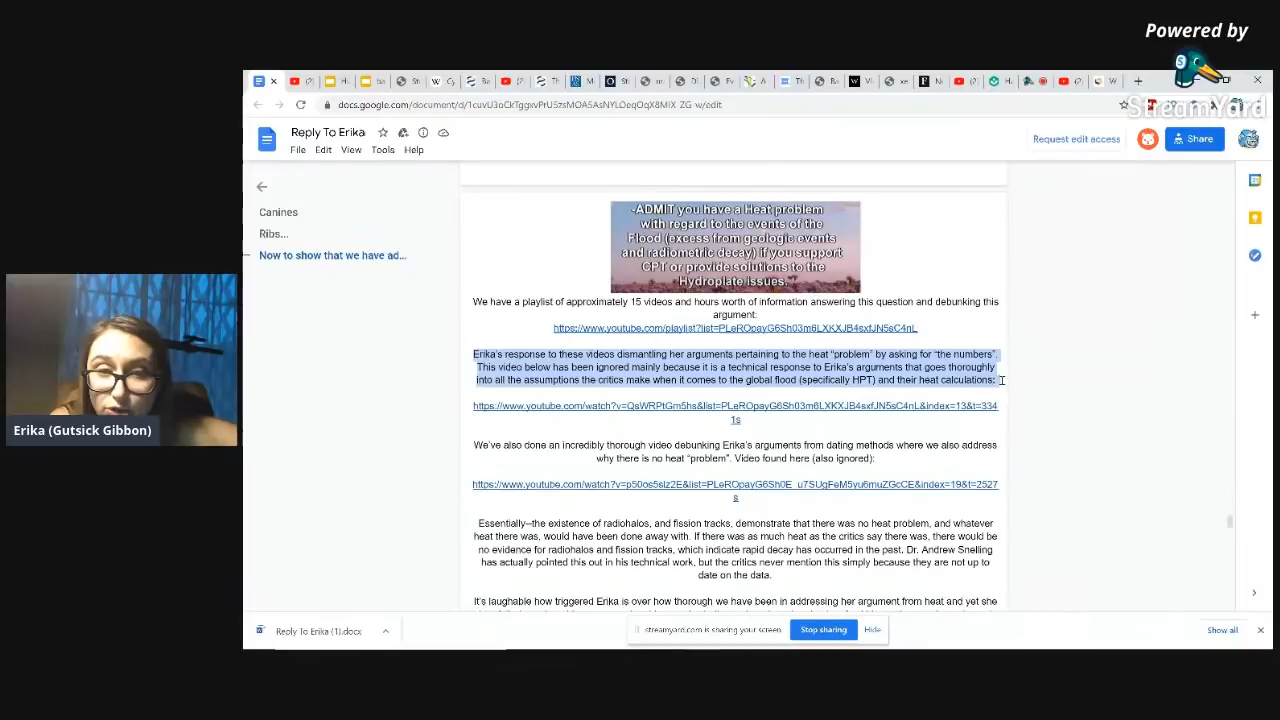 Powered by
StreamYard
docs.google.com/document/d/
Reply To Erika
File Edit View Tools Help
Request edit access
Share
Canines
Ribs...
Now to show that we have ad...
-ADMIT you have a Heat problem
with regard to the events of the
Flood (excess from geologic events
and radiometric decay) if you support
CPT or provide solutions to the
Hydroplate issues.
We have a playlist of approximately 15 videos and hours worth of information answering this question and debunking this
argument:
https://www.youtube.com/playlist?list=PLeROpayG6Sh03m6LXKXJB4sxfJN5sC4nL
Erika's response to these videos dismantling her arguments pertaining to the heat "problem" by asking for "the numbers".
This video below has been ignored mainly because it is a technical response to Erika's arguments that goes thoroughly
into all the assumptions the critics make when it comes to the global flood (specifically HPT) and their heat calculations:
https://www.youtube.com/watch?v=QsWRPtGm5hs&list=PLeROpayG6Sh03m6LXKXJB4sxfJN5sC4nL&index=13&t=334
1s
We've also done an incredibly thorough video debunking Erika's arguments from dating methods where we also address
why there is no heat "problem". Video found here (also ignored):
https://www.youtube.com/watch?v=p50os5slz2E&list=PLeROpayG6Sh0E_u7SUgFeM5yu6muZGcCE&index=19&t=2527
s
Essentially–the existence of radiohalos, and fission tracks, demonstrate that there was no heat problem, and whatever
heat there was, would have been done away with. If there was as much heat as the critics say there was, there would be
no evidence for radiohalos and fission tracks, which indicate rapid decay has occurred in the past. Dr. Andrew Snelling
has actually pointed this out in his technical work, but the critics never mention this simply because they are not up to
date on the data.
It's laughable how triggered Erika is over how thorough we have been in addressing her argument from heat and yet she
Erika (Gutsick Gibbon)
Reply To Erika (1).docx
streamyard.com is sharing your screen.
Stop sharing
Hide
Show all